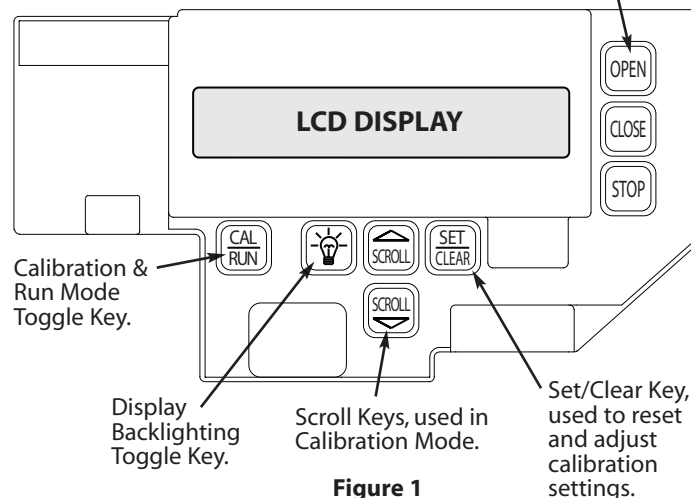 OPEN
LCD DISPLAY
CLOSE
STOP
CAL
RUN
SCROLL
SET
CLEAR
SCROLL
Calibration &
Run Mode
Toggle Key.
Display
Backlighting
Toggle Key.
Scroll Keys, used in
Calibration Mode.
Set/Clear Key,
used to reset
and adjust
calibration
settings.
Figure 1